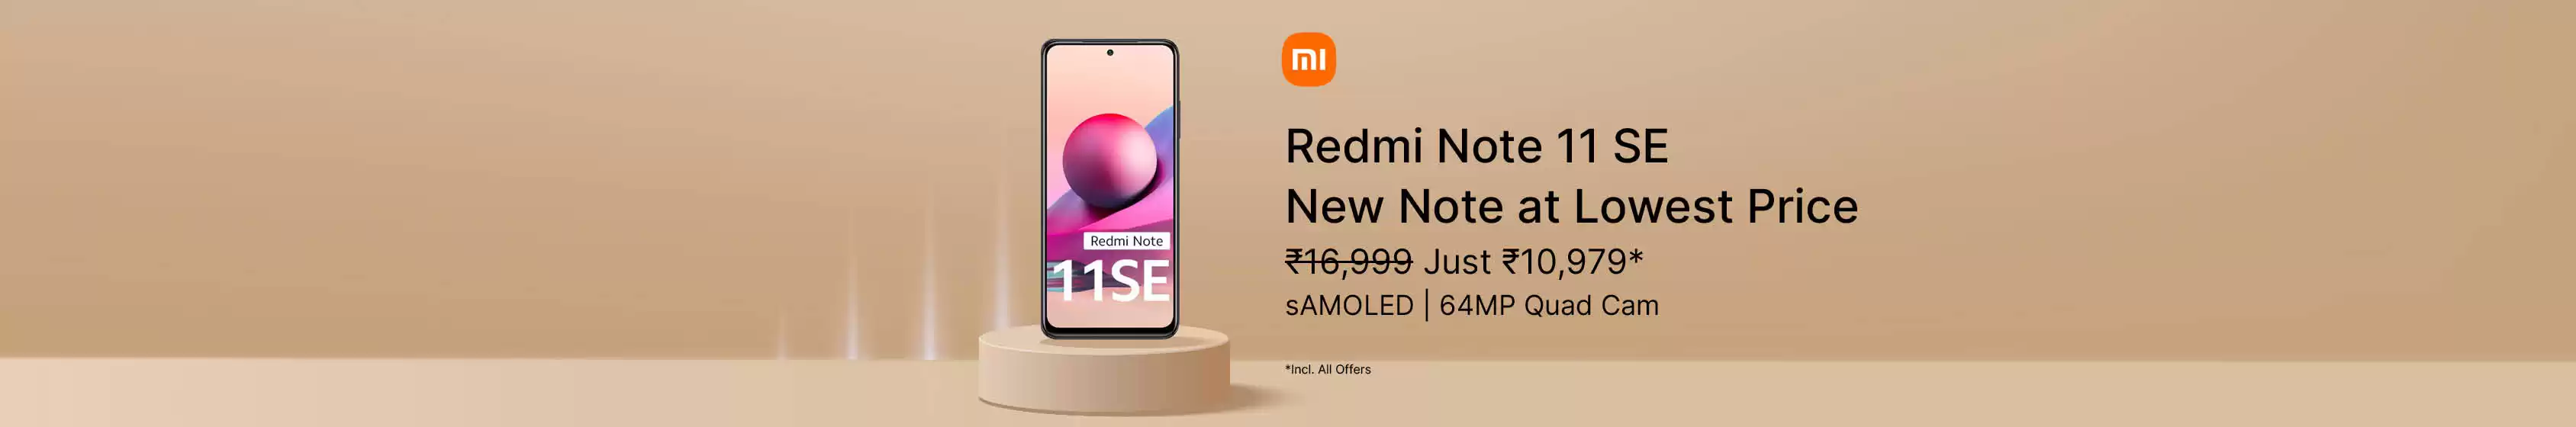 mi
Redmi Note 11 SE
New Note at Lowest Price
₹16,999 Just ₹10,979*
sAMOLED | 64MP Quad Cam
*Incl. All Offers
Redmi Note
11SE